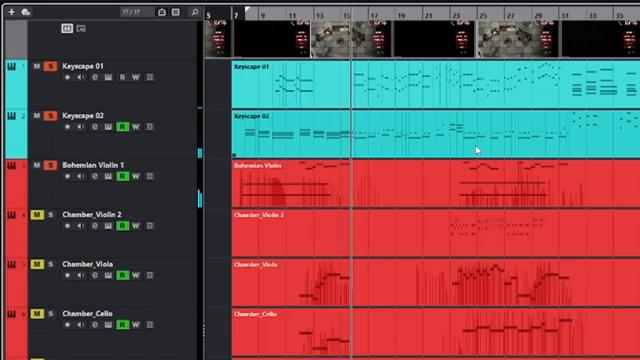 17 / 17
5 7 9 11 13 15 17 19 21 23 25 27 29 31 33 35
1 M S Keyscape 01
R W
Keyscape 01
2 M S Keyscape 02
R W
Keyscape 02
3 M S Bohemian Violin 1
R W
Bohemian Violin
4 M S Chamber_Violin 2
R W
Chamber_Violin 2
5 M S Chamber_Viola
R W
Chamber_Viola
6 M S Chamber_Cello
R W
Chamber_Cello